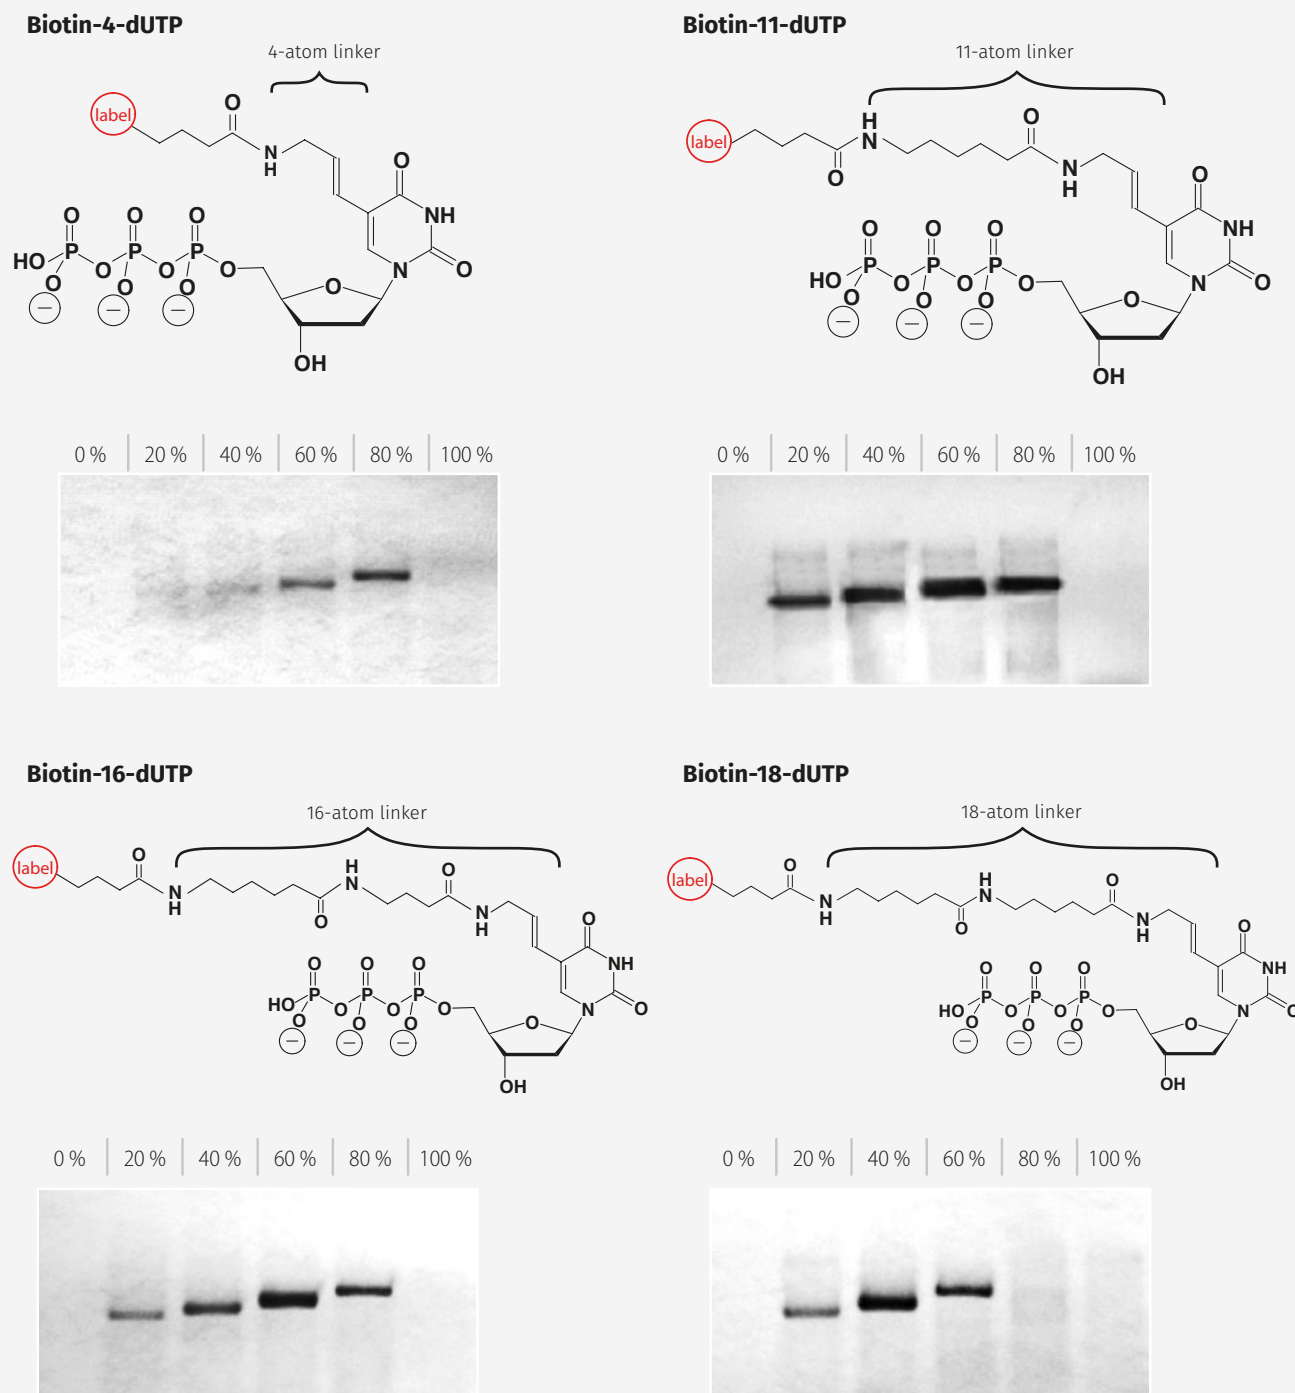 Biotin-4-dUTP
4-atom linker
label
O
N
H
O
NH
O
N
O
O
O
HO
P
O
P
O
P
O
O
O
O
O
OH
0 % 20 % 40 % 60 % 80 % 100 %
Biotin-11-dUTP
11-atom linker
label
H
N
O
O
N
H
O
NH
O
N
O
O
O
HO
P
O
P
O
P
O
O
O
O
O
OH
0 % 20 % 40 % 60 % 80 % 100 %
Biotin-16-dUTP
16-atom linker
label
O
N
H
O
H
N
O
N
H
O
NH
O
N
O
O
O
HO
P
O
P
O
P
O
O
O
O
O
OH
0 % 20 % 40 % 60 % 80 % 100 %
Biotin-18-dUTP
18-atom linker
label
O
N
H
O
H
N
O
N
H
O
NH
O
N
O
O
O
HO
P
O
P
O
P
O
O
O
O
O
OH
0 % 20 % 40 % 60 % 80 % 100 %